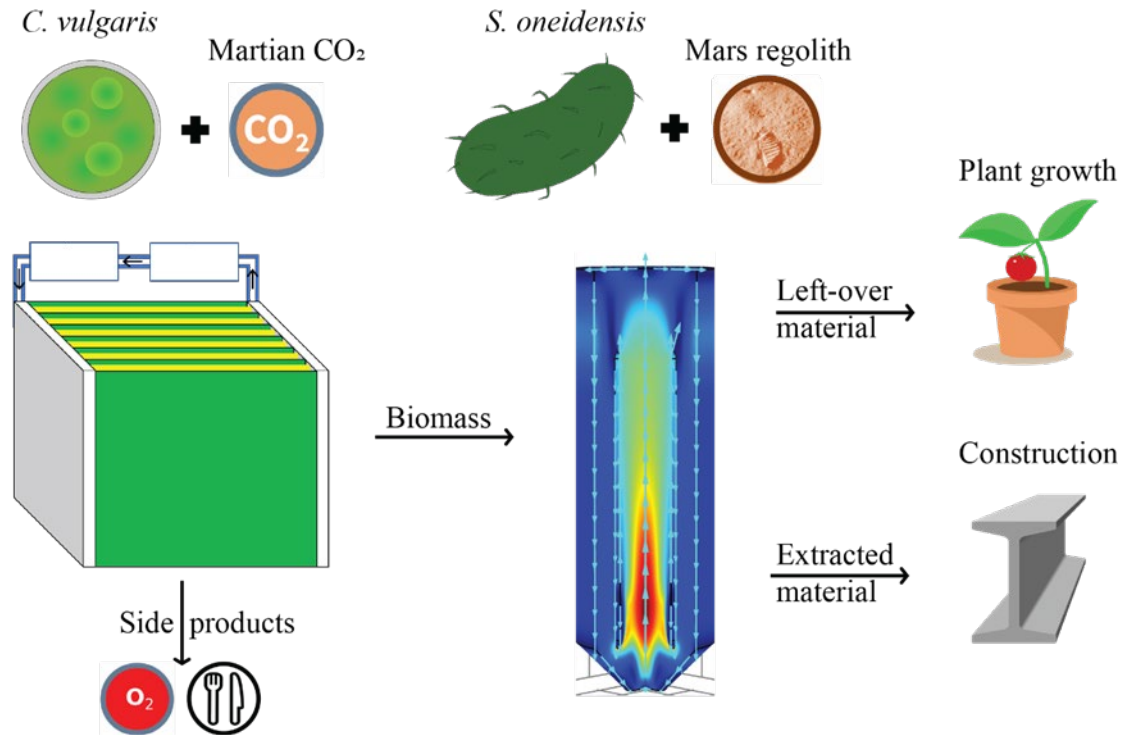 C. vulgaris
Martian CO₂
CO₂
S. oneidensis
Mars regolith
Plant growth
Left-over
material
Biomass
Construction
Extracted
material
Side products
O₂